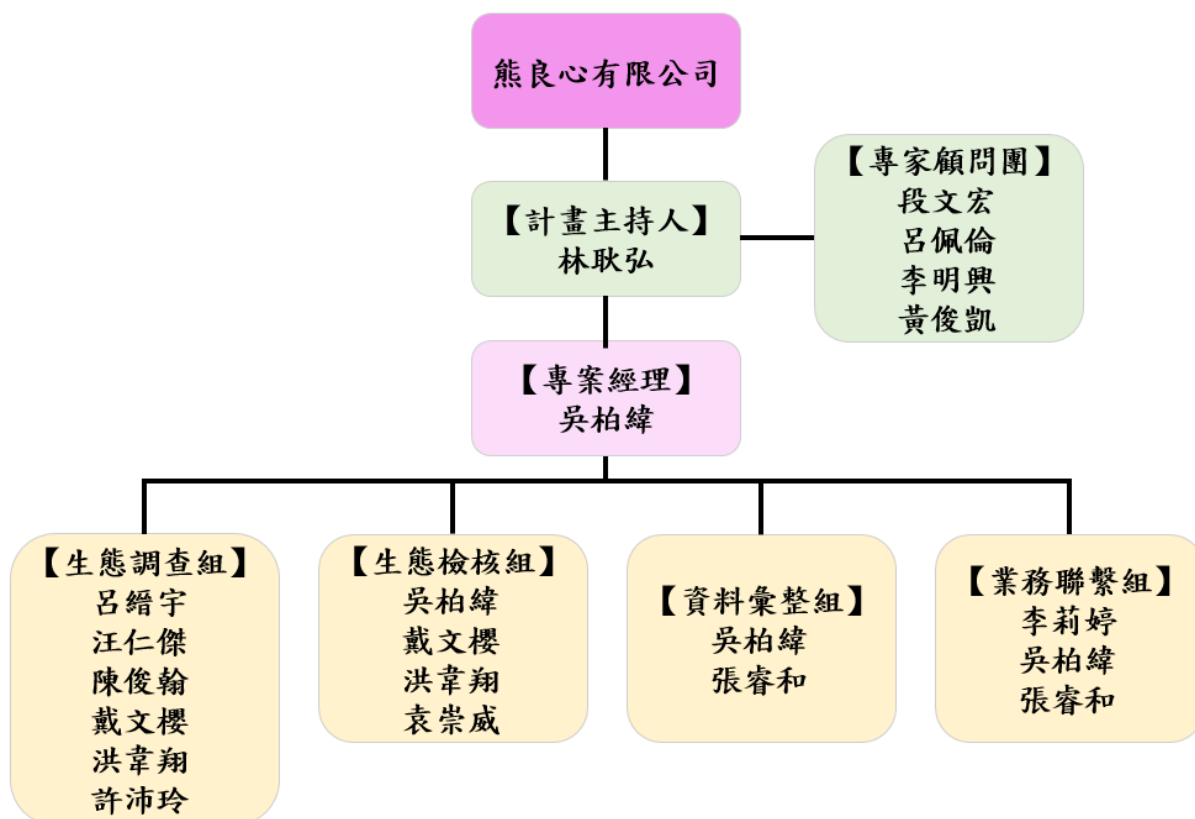 熊良心有限公司
【專家顧問團】
段文宏
呂佩倫
李明興
黃俊凱
【計畫主持人】
林耿弘
【專案經理】
吳柏緯
【生態調查組】
呂縉宇
汪仁傑
陳俊翰
戴文櫻
洪韋翔
許沛玲
【生態檢核組】
吳柏緯
戴文櫻
洪韋翔
袁崇威
【資料彙整組】
吳柏緯
張睿和
【業務聯繫組】
李莉婷
吳柏緯
張睿和